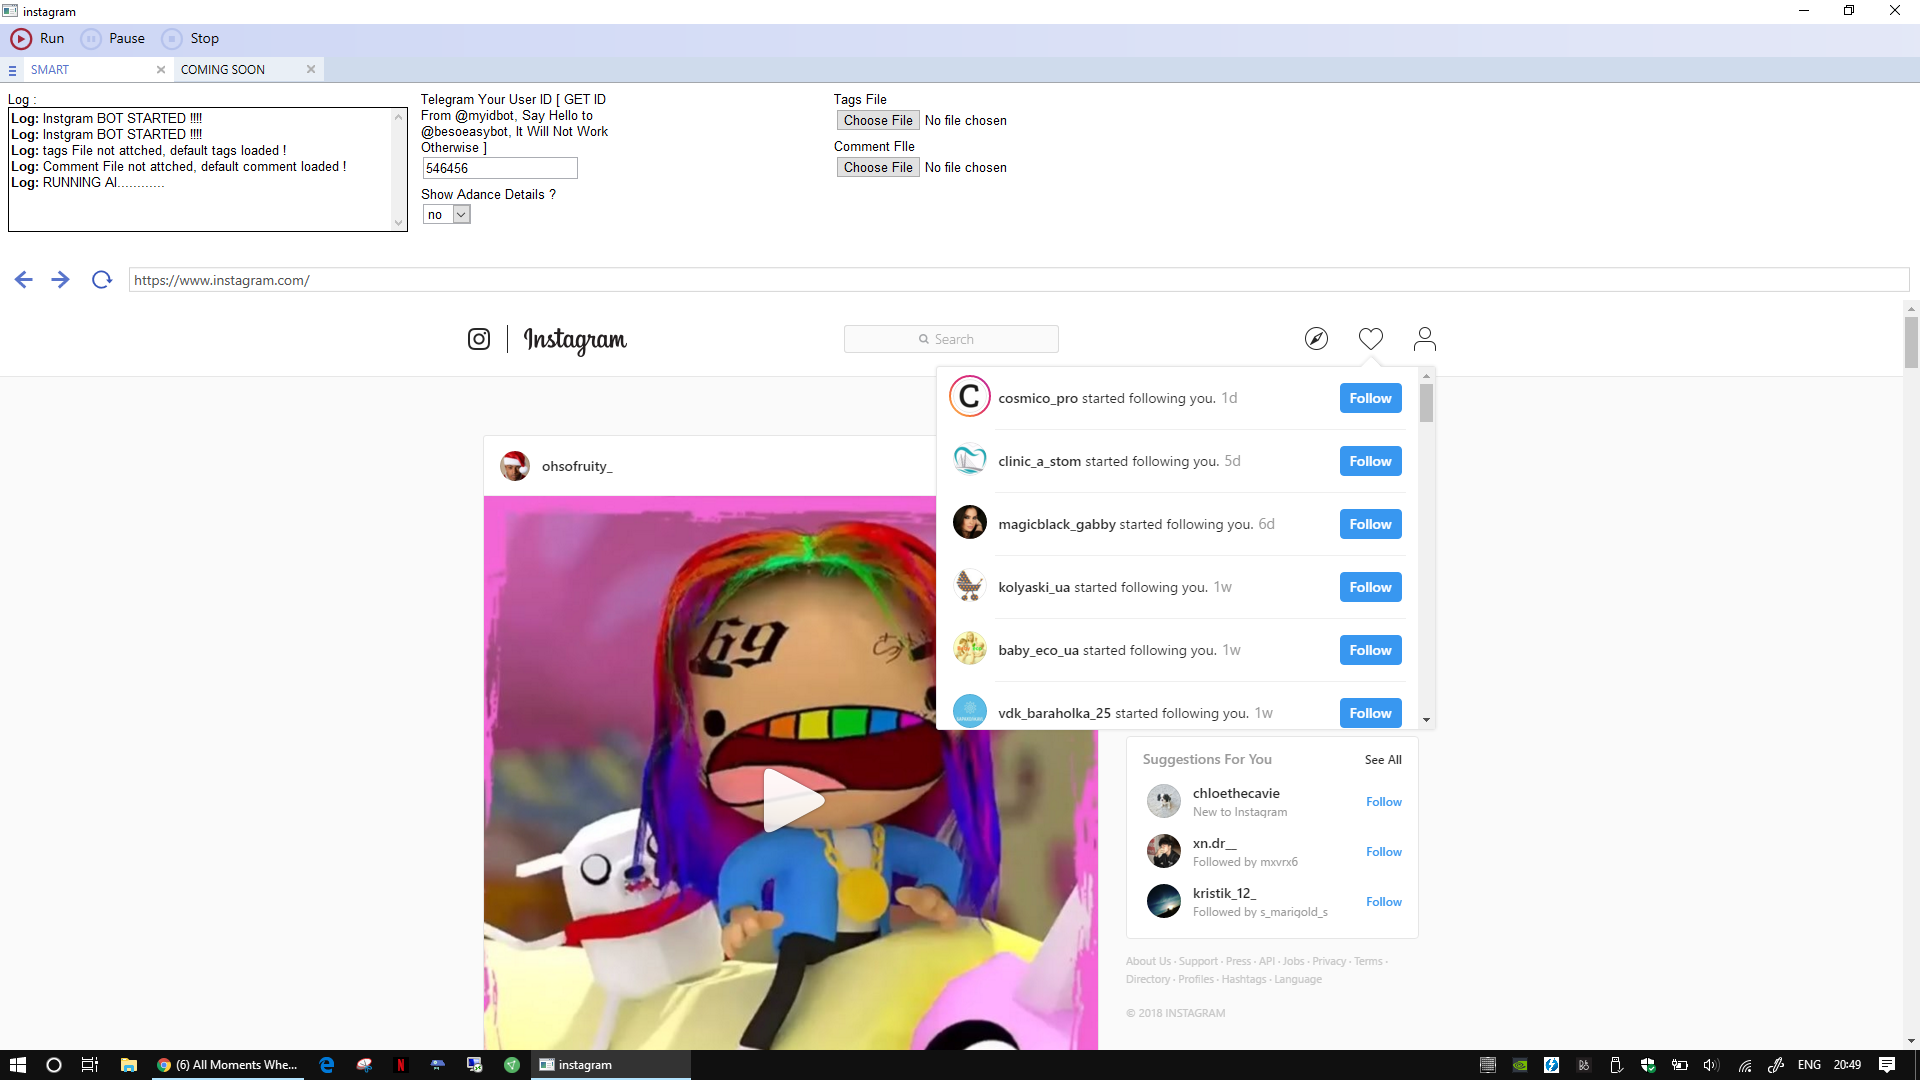 instagram
Run Pause Stop
SMART COMING SOON
Log :
Log: Instgram BOT STARTED !!!!
Log: Instgram BOT STARTED !!!!
Log: tags File not attched, default tags loaded !
Log: Comment File not attched, default comment loaded !
Log: RUNNING AI............
Telegram Your User ID [ GET ID
From @myidbot, Say Hello to
@besoeasybot, It Will Not Work
Otherwise ]
546456
Show Adance Details ?
no
Tags File
Choose File No file chosen
Comment FIle
Choose File No file chosen
https://www.instagram.com/
Instagram
Search
cosmico_pro started following you. 1d Follow
clinic_a_stom started following you. 5d Follow
magicblack_gabby started following you. 6d Follow
kolyaski_ua started following you. 1w Follow
baby_eco_ua started following you. 1w Follow
vdk_baraholka_25 started following you. 1w Follow
ohsofruity_
69
Suggestions For You See All
chloethecavie
New to Instagram
Follow
xn.dr__
Followed by mxvrx6
Follow
kristik_12_
Followed by s_marigold_s
Follow
About Us · Support · Press · API · Jobs · Privacy · Terms ·
Directory · Profiles · Hashtags · Language
© 2018 INSTAGRAM
(6) All Moments Whe...
instagram
ENG 20:49